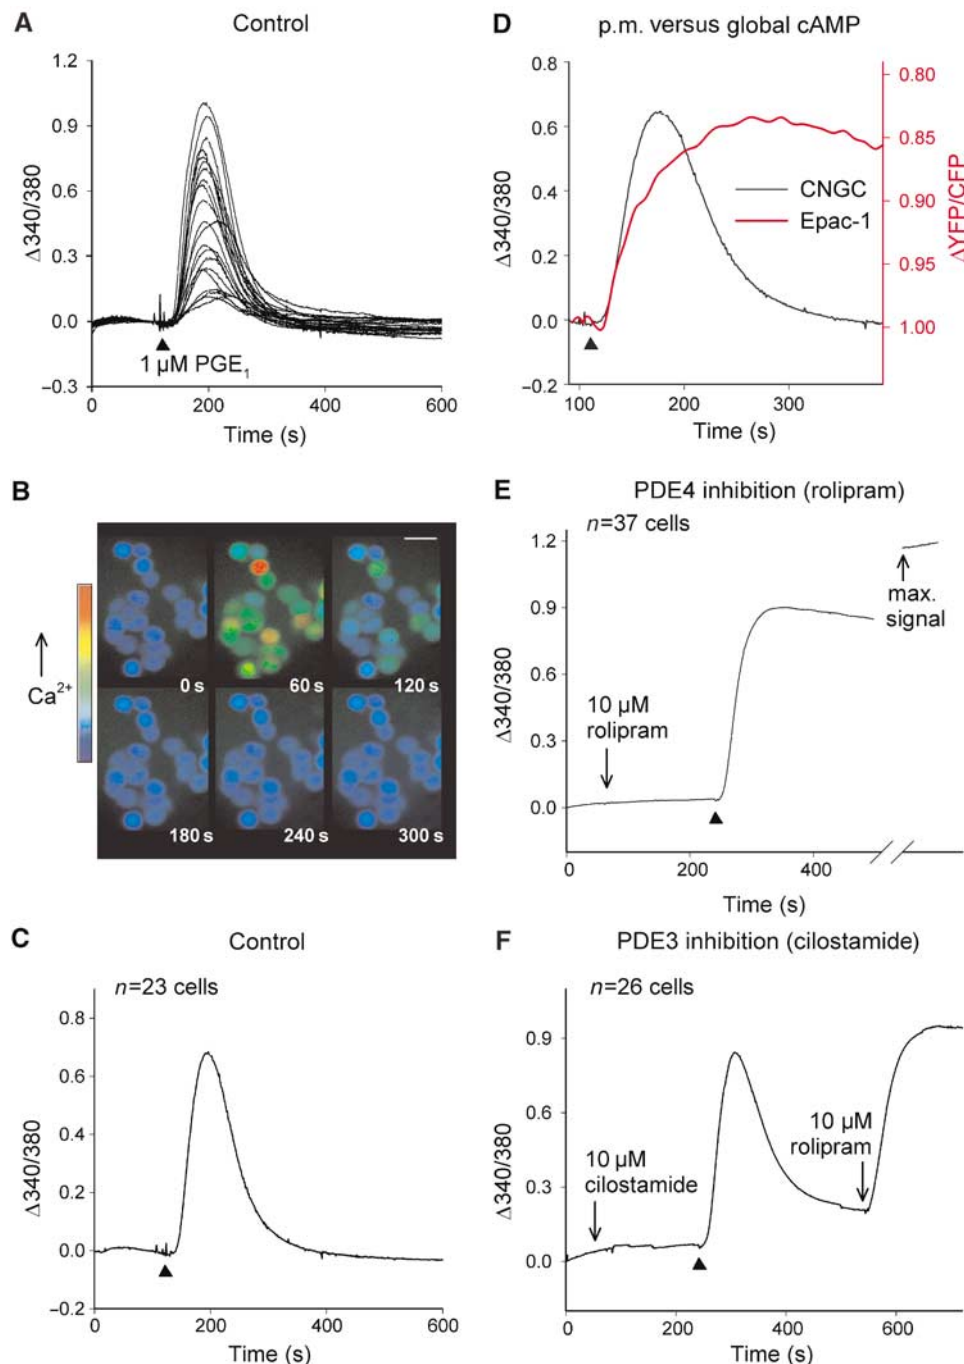 A
Control
1.2
0.9
0.6
0.3
0.0
–0.3
Δ340/380
1 µM PGE₁
0
200
400
600
Time (s)
B
Ca²⁺
0 s
60 s
120 s
180 s
240 s
300 s
C
Control
n=23 cells
0.8
0.6
0.4
0.2
0.0
–0.2
Δ340/380
0
200
400
600
Time (s)
D
p.m. versus global cAMP
0.8
0.6
0.4
0.2
0.0
–0.2
Δ340/380
CNGC
Epac-1
0.80
0.85
0.90
0.95
1.00
ΔYFP/CFP
100
200
300
Time (s)
E
PDE4 inhibition (rolipram)
n=37 cells
1.2
0.9
0.6
0.3
0.0
Δ340/380
10 µM
rolipram
max.
signal
0
200
400
Time (s)
F
PDE3 inhibition (cilostamide)
n=26 cells
0.9
0.6
0.3
0.0
Δ340/380
10 µM
cilostamide
10 µM
rolipram
0
200
400
600
Time (s)